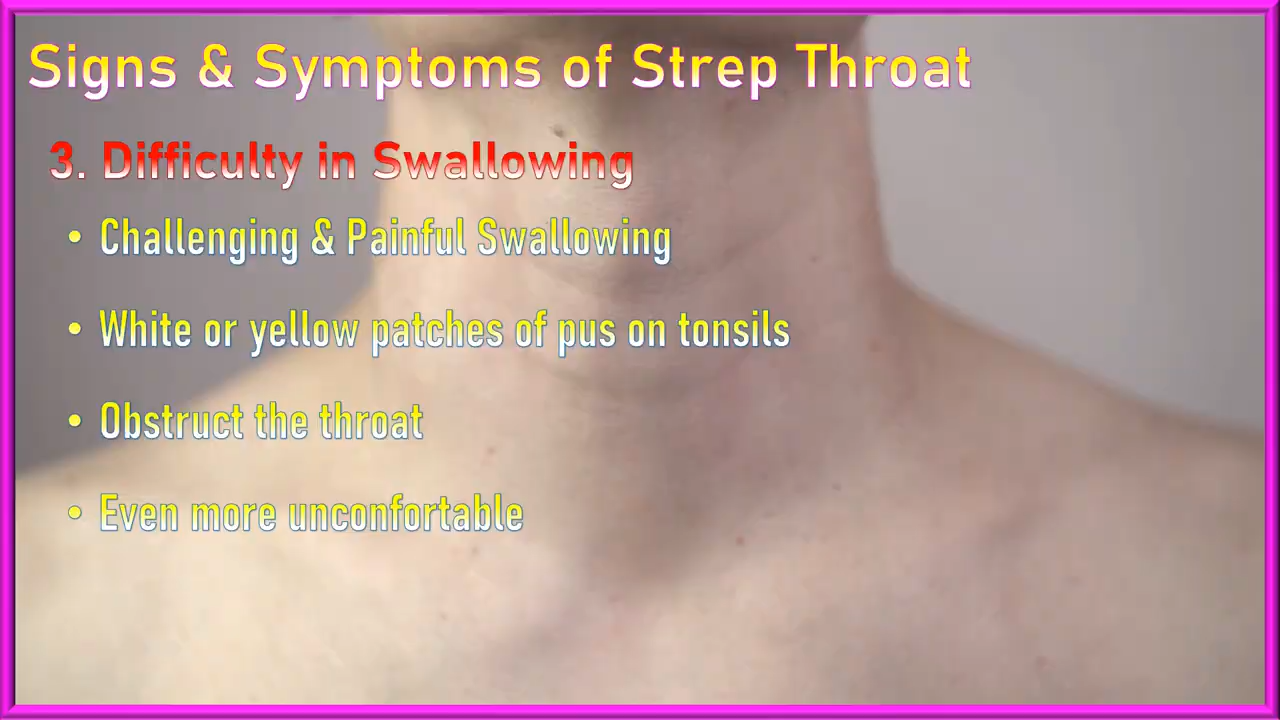 Signs & Symptoms of Strep Throat
3. Difficulty in Swallowing
• Challenging & Painful Swallowing
• White or yellow patches of pus on tonsils
• Obstruct the throat
• Even more unconfortable